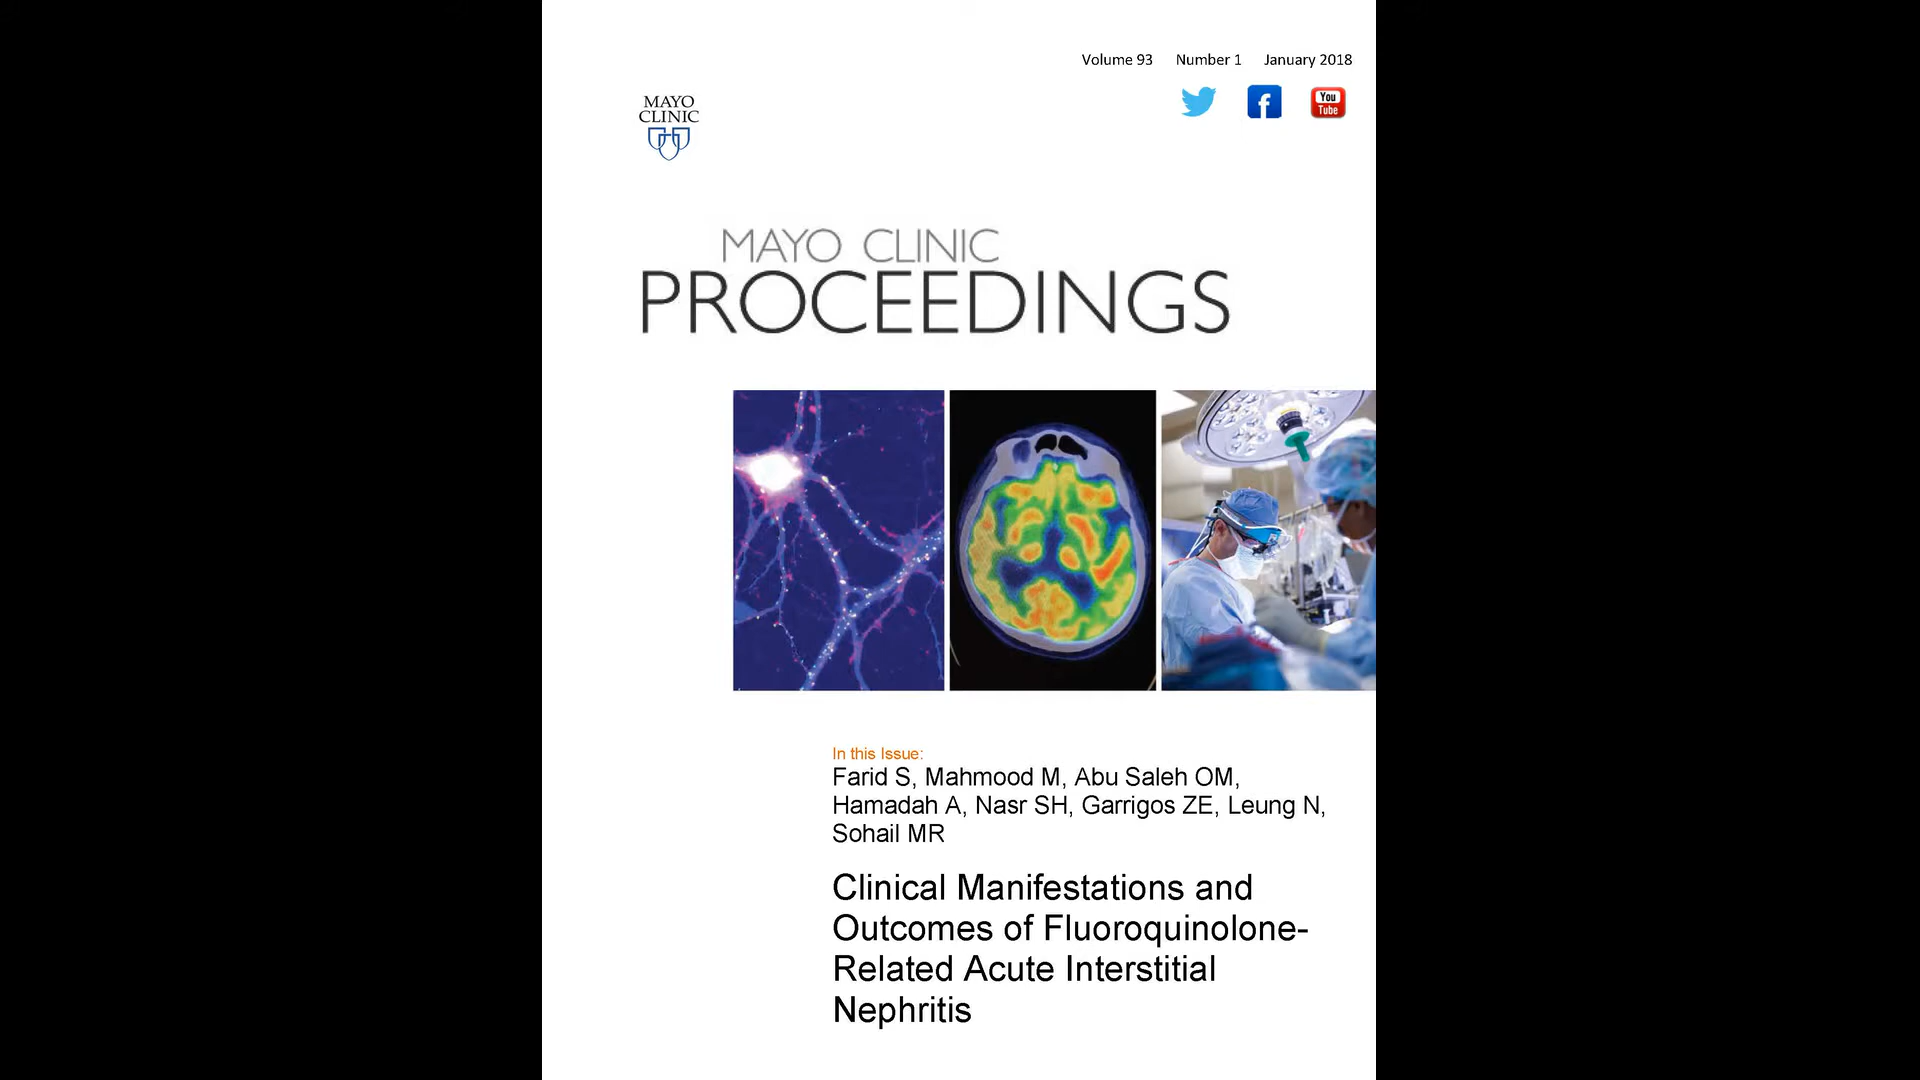 Volume 93 Number 1 January 2018
You
Tube
MAYO
CLINIC
MAYO CLINIC
PROCEEDINGS
In this Issue:
Farid S, Mahmood M, Abu Saleh OM,
Hamadah A, Nasr SH, Garrigos ZE, Leung N,
Sohail MR
Clinical Manifestations and
Outcomes of Fluoroquinolone-
Related Acute Interstitial
Nephritis